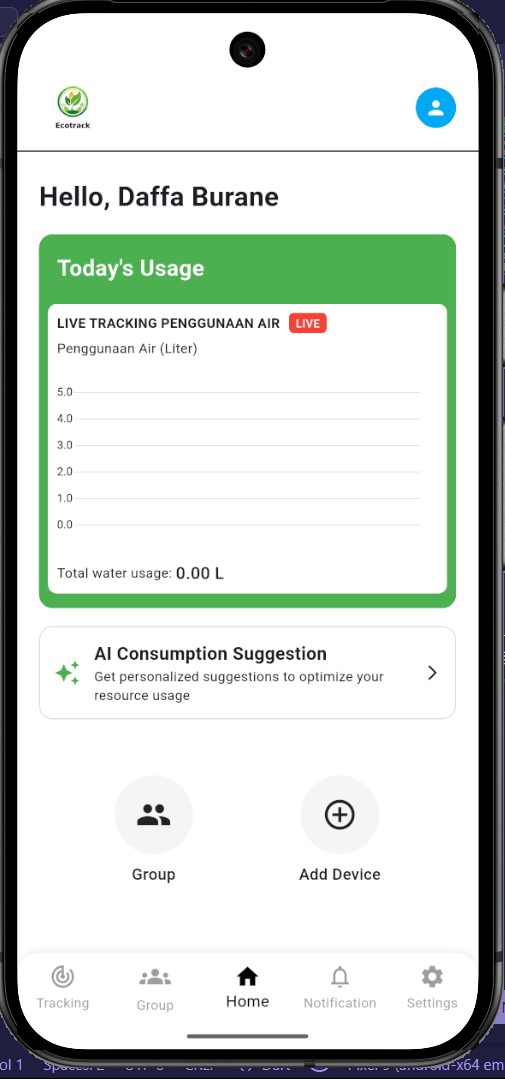 Ecotrack
Hello, Daffa Burane
Today's Usage
LIVE TRACKING PENGGUNAAN AIR LIVE
Penggunaan Air (Liter)
5.0
4.0
3.0
2.0
1.0
0.0
Total water usage: 0.00 L
AI Consumption Suggestion
Get personalized suggestions to optimize your
resource usage
Group Add Device
Tracking Group Home Notification Settings